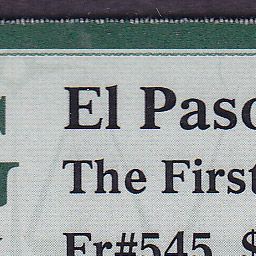 El Paso
The First
Fr#545 $